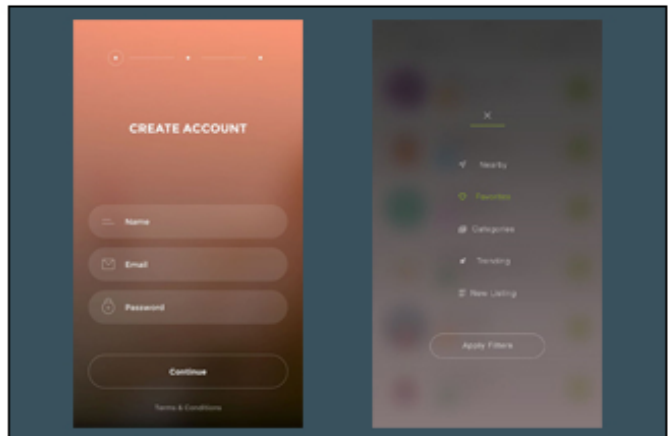 CREATE ACCOUNT
Name
Email
Password
Continue
Terms & Conditions
Nearby
Favorites
Categories
Trending
New Listing
Apply Filters